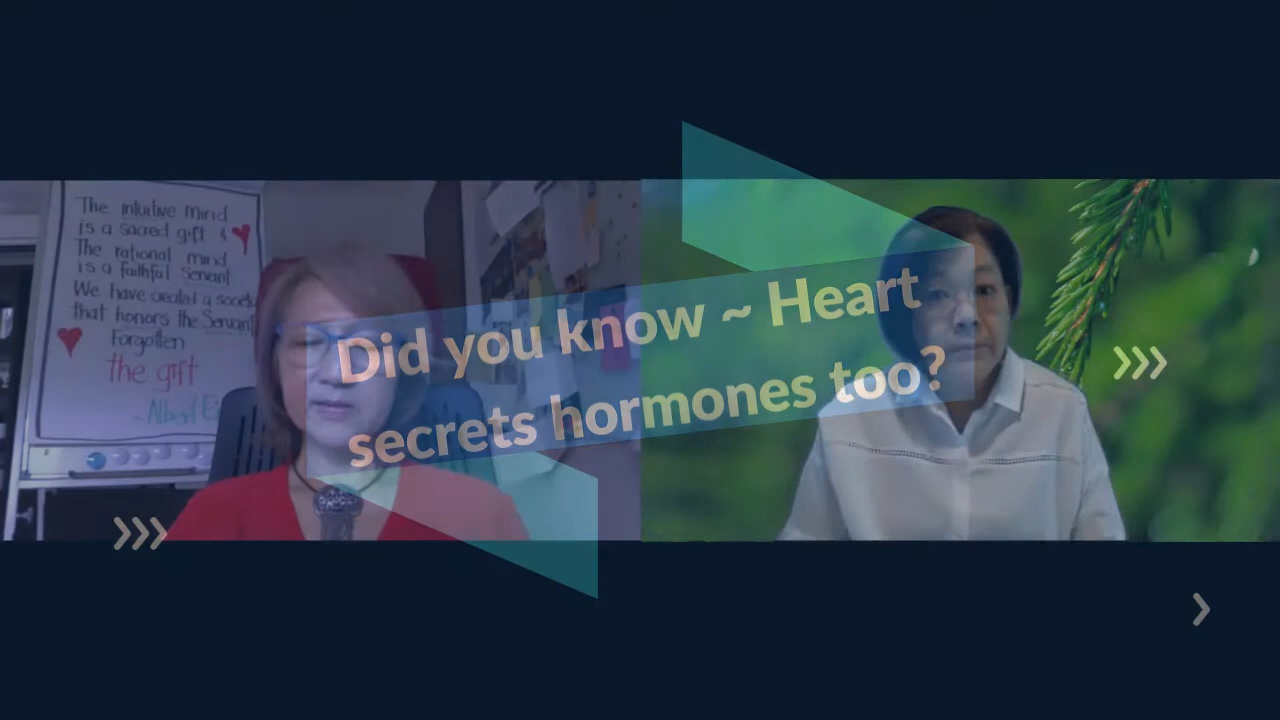 The intuitive mind
is a sacred gift &
The rational mind
is a faithful Servant
We have created a society
that honors the Servant
Forgotten
the gift
Did you know ~ Heart
secrets hormones too?